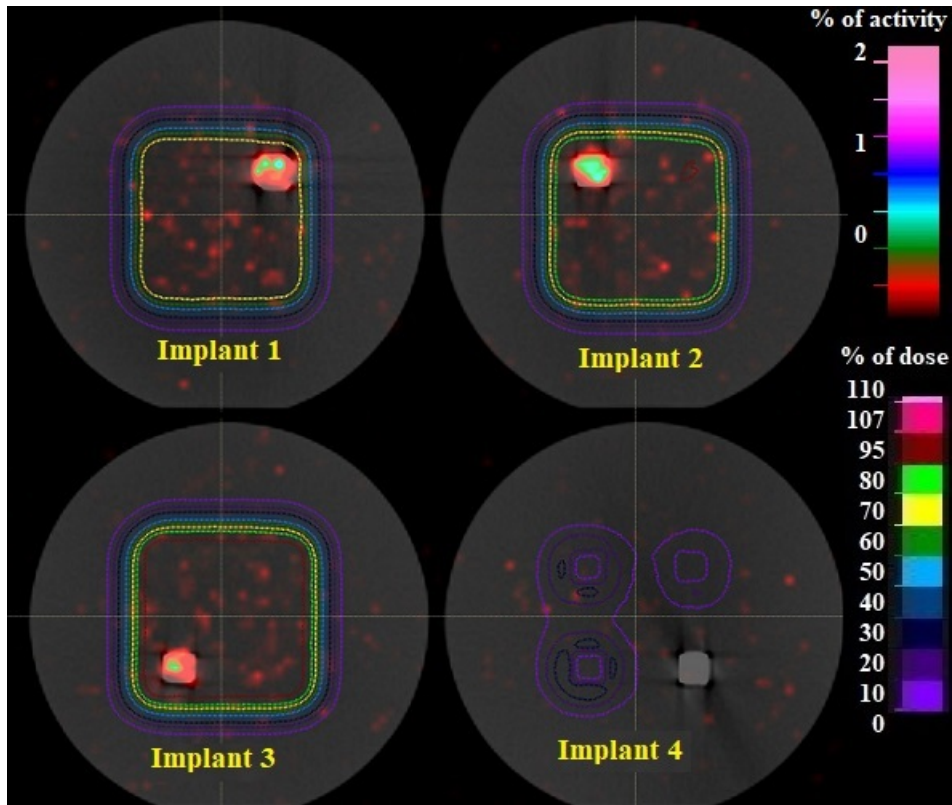 % of activity
2
1
0
Implant 1
Implant 2
% of dose
110
107
95
80
70
60
50
40
30
20
10
0
Implant 3
Implant 4